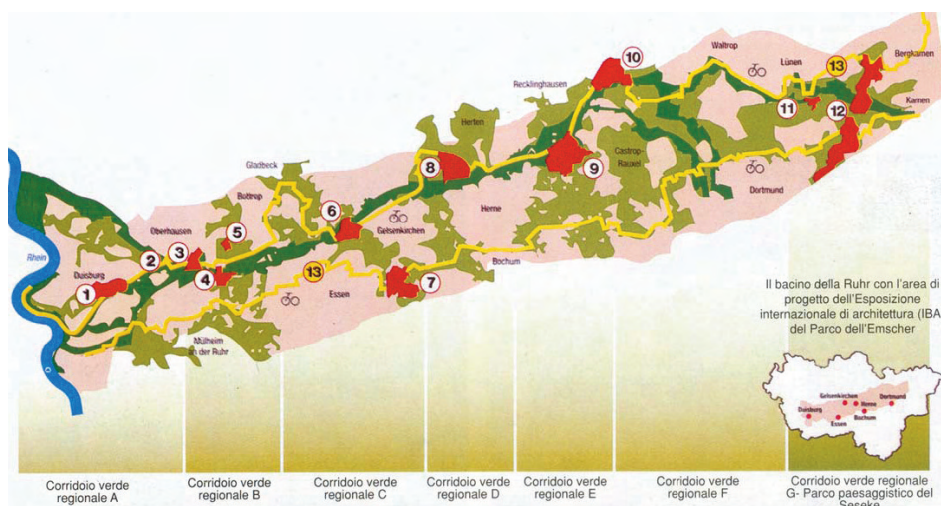 Bergkamen
Waltrop
Lünen
13
10
Recklinghausen
11
12
Kamen
Herten
Castrop-
Rauxel
Gladbeck
8
9
Dortmund
Bottrop
6
Herne
Oberhausen
5
Gelsenkirchen
Rhein
2
3
Bochum
Duisburg
4
13
7
1
Essen
Mülheim
an der Ruhr
Il bacino della Ruhr con l'area di
progetto dell'Esposizione
internazionale di architettura (IBA
del Parco dell'Emscher
Gelsenkirchen
Herne
Dortmund
Duisburg
Essen
Bochum
Corridoio verde
regionale A
Corridoio verde
regionale B
Corridoio verde
regionale C
Corridoio verde
regionale D
Corridoio verde
regionale E
Corridoio verde
regionale F
Corridoio verde regionale
G- Parco paesaggistico del
Seseke